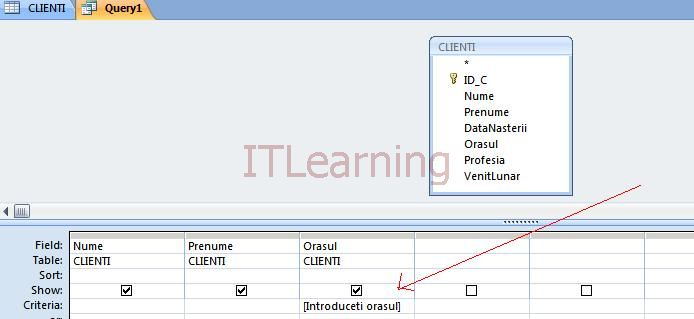 CLIENTI Query1
CLIENTI
*
ID_C
Nume
Prenume
DataNasterii
Orasul
Profesia
VenitLunar
ITLearning
Field: Nume Prenume Orasul
Table: CLIENTI CLIENTI CLIENTI
Sort:
Show:
Criteria: [Introduceti orasul]